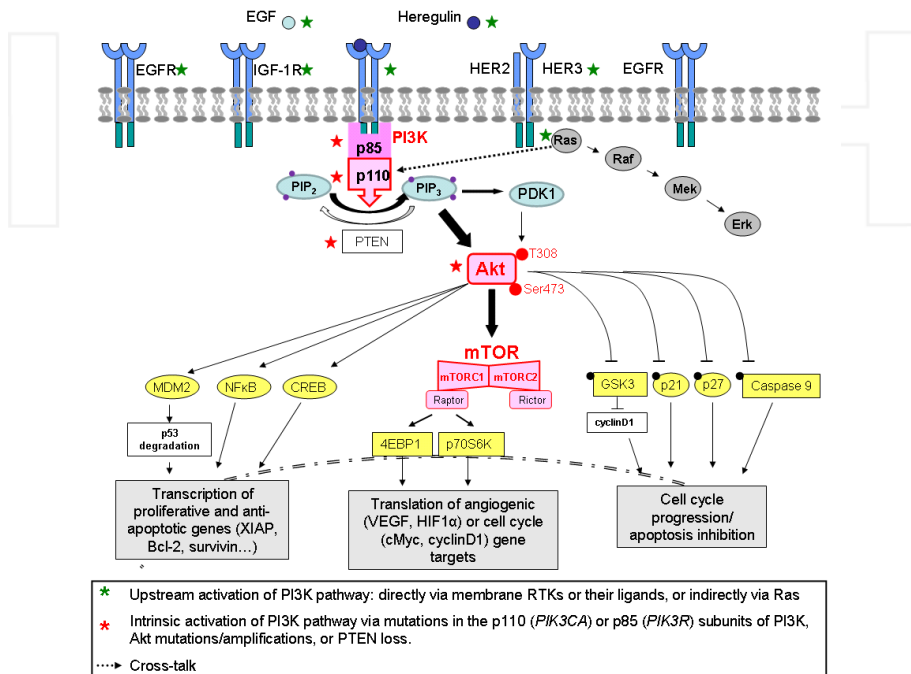 EGF
Heregulin
EGFR
IGF-1R
HER2
HER3
EGFR
PI3K
p85
p110
Ras
Raf
Mek
Erk
PIP2
PIP3
PDK1
PTEN
T308
Akt
Ser473
mTOR
mTORC1
mTORC2
Raptor
Rictor
MDM2
NFκB
CREB
GSK3
p21
p27
Caspase 9
p53
degradation
cyclinD1
4EBP1
p70S6K
Transcription of
proliferative and anti-
apoptotic genes (XIAP,
Bcl-2, survivin…)
Translation of angiogenic
(VEGF, HIF1α) or cell cycle
(cMyc, cyclinD1) gene
targets
Cell cycle
progression/
apoptosis inhibition
* Upstream activation of PI3K pathway: directly via membrane RTKs or their ligands, or indirectly via Ras
* Intrinsic activation of PI3K pathway via mutations in the p110 (PIK3CA) or p85 (PIK3R) subunits of PI3K,
Akt mutations/amplifications, or PTEN loss.
Cross-talk